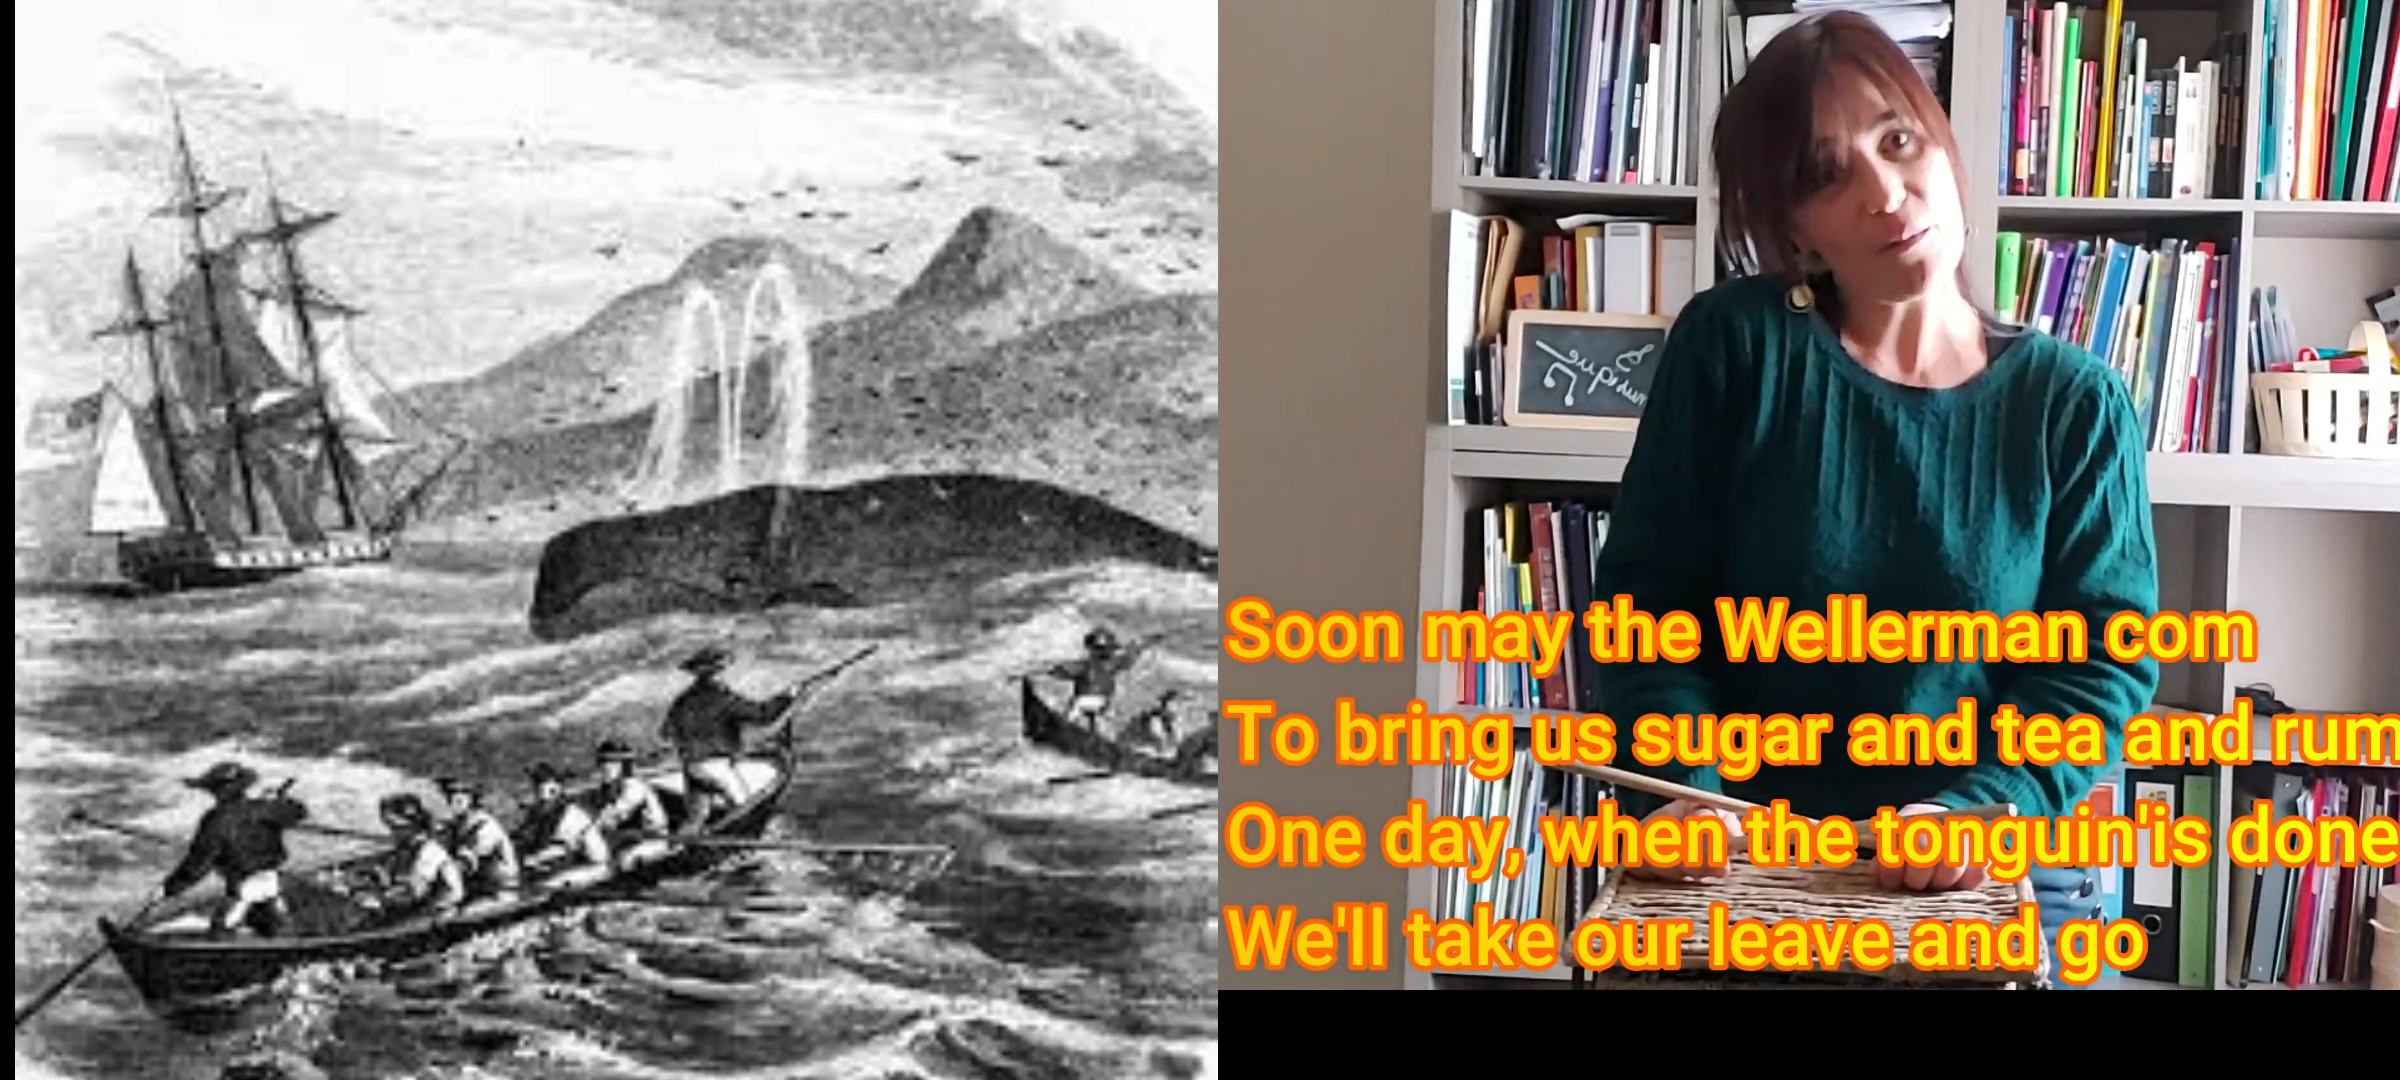 Soon may the Wellerman com
To bring us sugar and tea and rum
One day, when the tonguin'is done
We'll take our leave and go